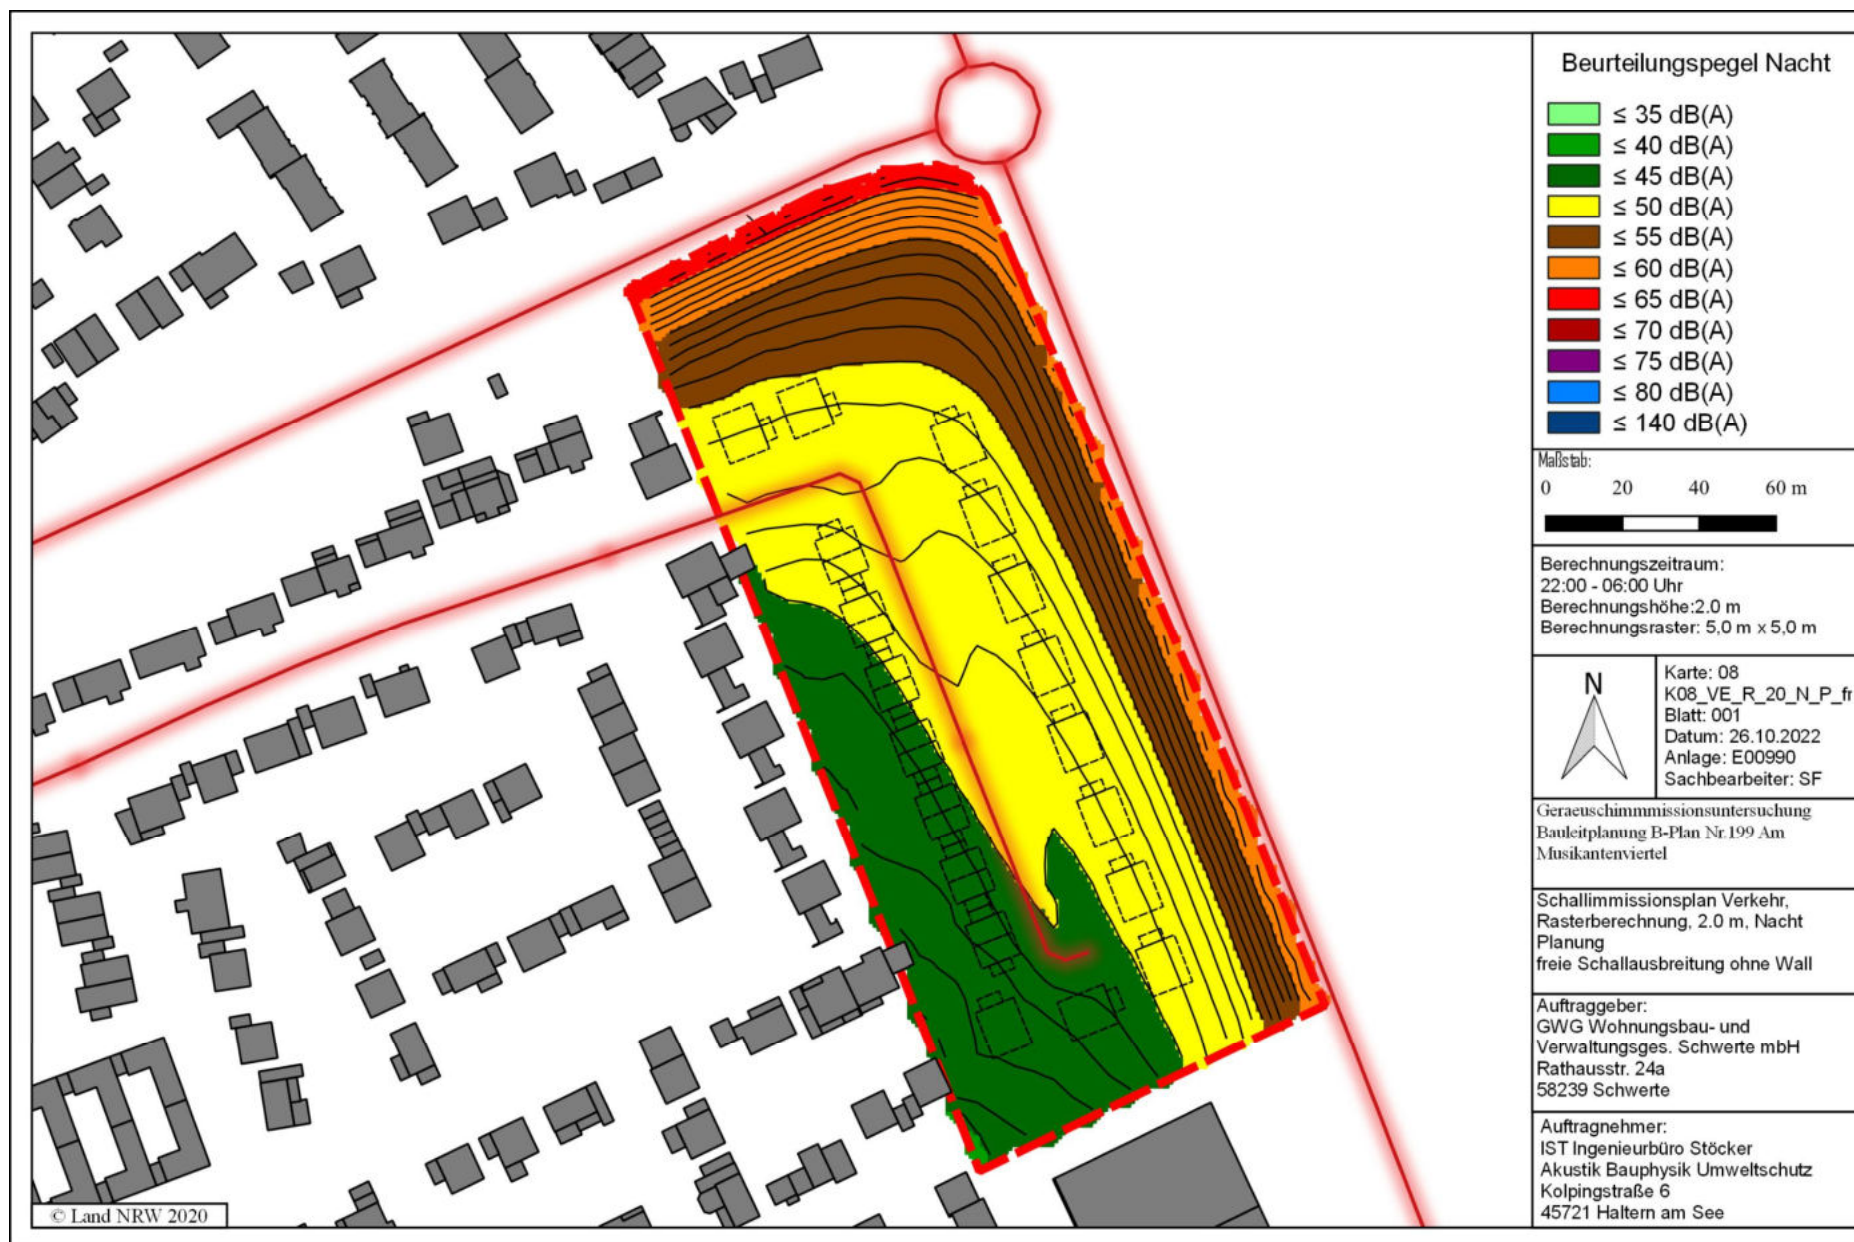 Beurteilungspegel Nacht
≤ 35 dB(A)
≤ 40 dB(A)
≤ 45 dB(A)
≤ 50 dB(A)
≤ 55 dB(A)
≤ 60 dB(A)
≤ 65 dB(A)
≤ 70 dB(A)
≤ 75 dB(A)
≤ 80 dB(A)
≤ 140 dB(A)
Maßstab:
0 20 40 60 m
Berechnungszeitraum:
22:00 - 06:00 Uhr
Berechnungshöhe:2.0 m
Berechnungsraster: 5,0 m x 5,0 m
N
Karte: 08
K08_VE_R_20_N_P_fr
Blatt: 001
Datum: 26.10.2022
Anlage: E00990
Sachbearbeiter: SF
Geraeuschimmmissionsuntersuchung
Bauleitplanung B-Plan Nr.199 Am
Musikantenviertel
Schallimmissionsplan Verkehr,
Rasterberechnung, 2.0 m, Nacht
Planung
freie Schallausbreitung ohne Wall
Auftraggeber:
GWG Wohnungsbau- und
Verwaltungsges. Schwerte mbH
Rathausstr. 24a
58239 Schwerte
Auftragnehmer:
IST Ingenieurbüro Stöcker
Akustik Bauphysik Umweltschutz
Kolpingstraße 6
45721 Haltern am See
© Land NRW 2020